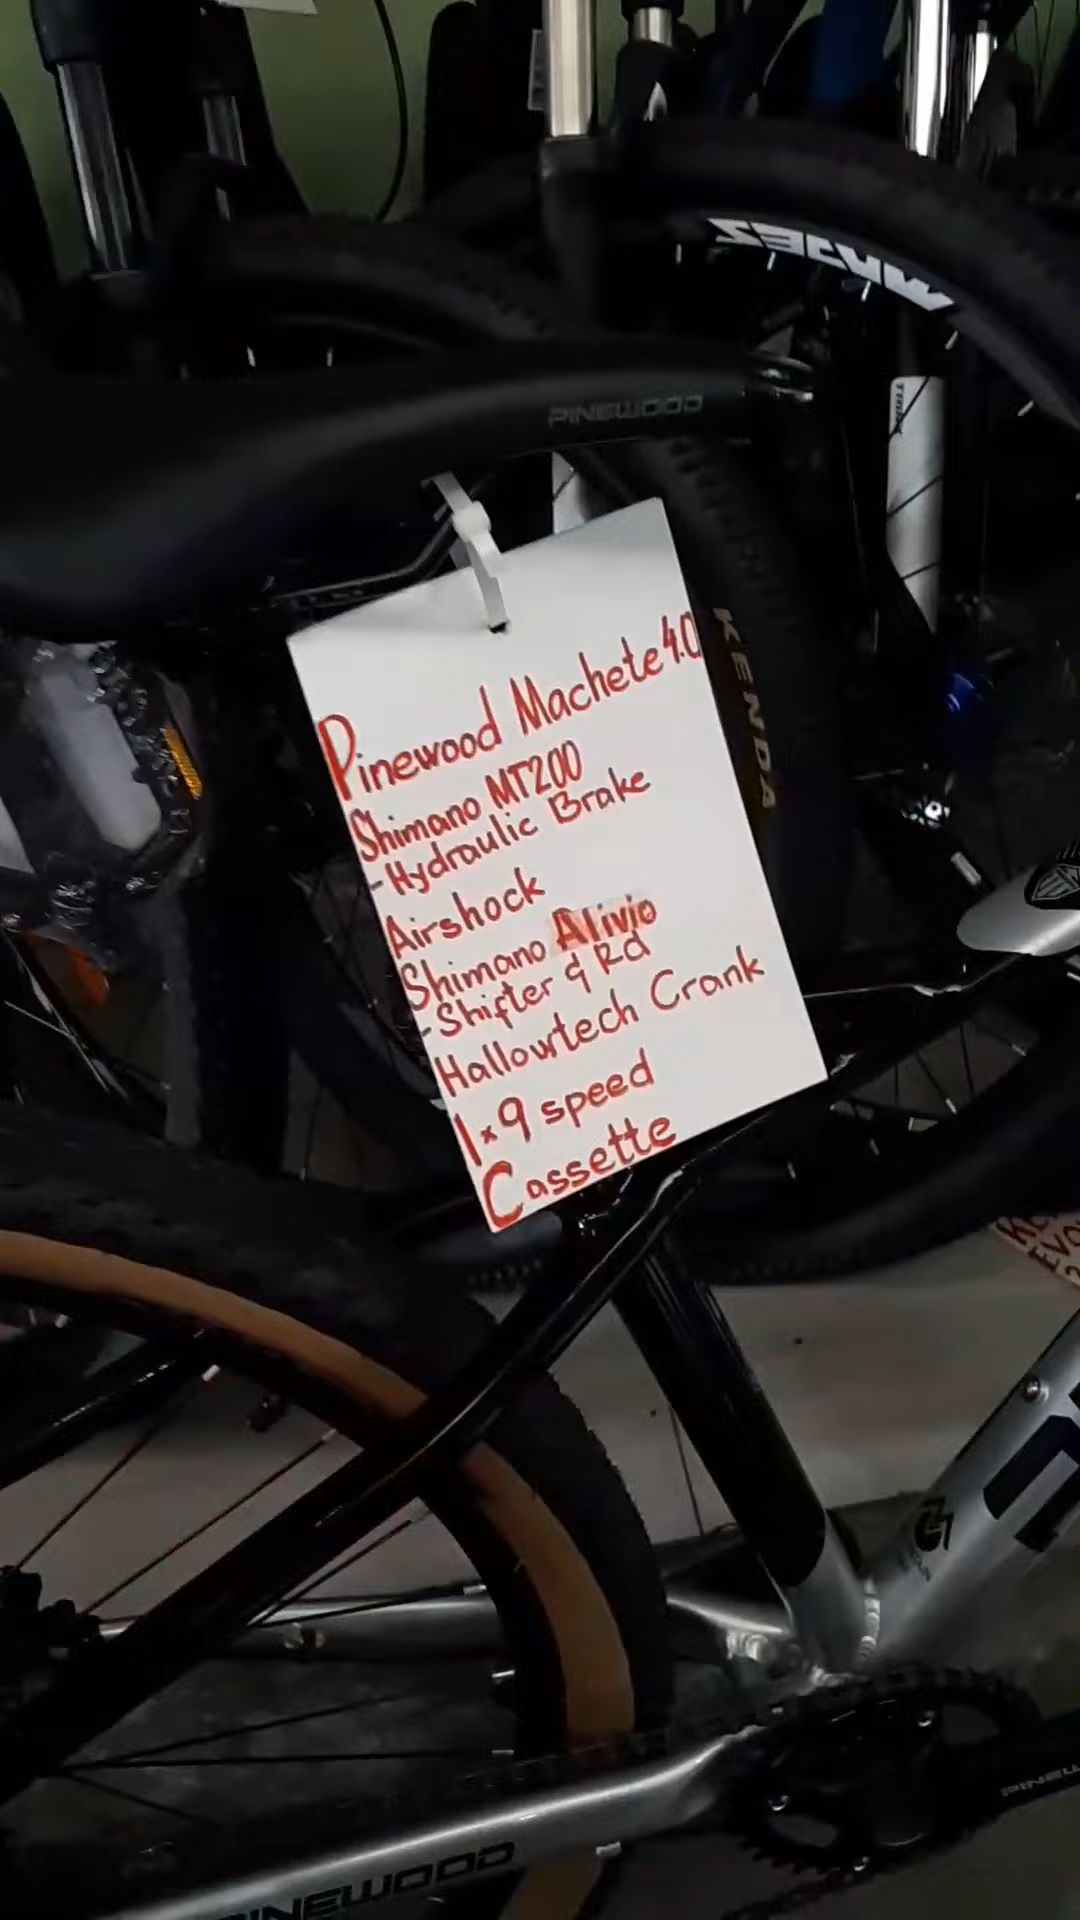 PINEWOOD
KENDA
Pinewood Machete 4.0
Shimano MT200
-Hydraulic Brake
Airshock
Shimano Alivio
-Shifter & Rd
Hallowtech Crank
1x9 speed
Cassette
EVO
PINEWOOD